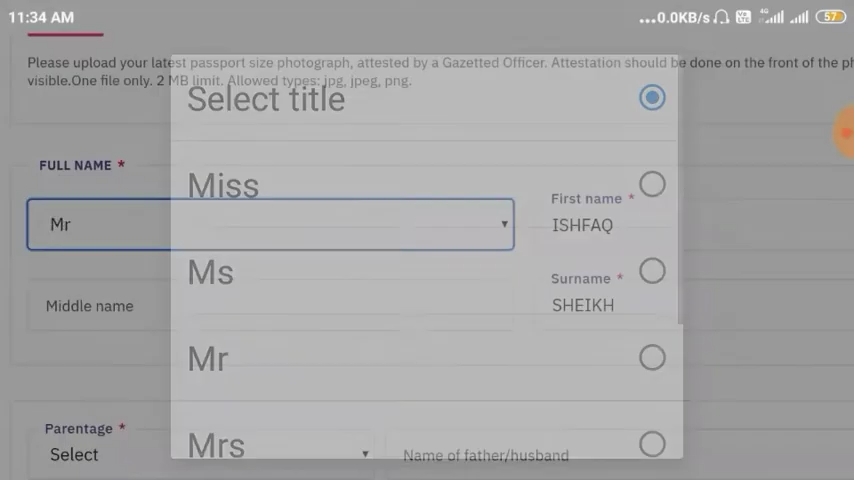 11:34 AM
...0.0KB/s
4G
57
Please upload your latest passport size photograph, attested by a Gazetted Officer. Attestation should be done on the front of the
visible.One file only. 2 MB limit. Allowed types: jpg, jpeg, png.
Select title
FULL NAME *
Miss
Mr
First name *
ISHFAQ
Ms
Surname *
Middle name
SHEIKH
Mr
Parentage *
Select
Mrs
Name of father/husband